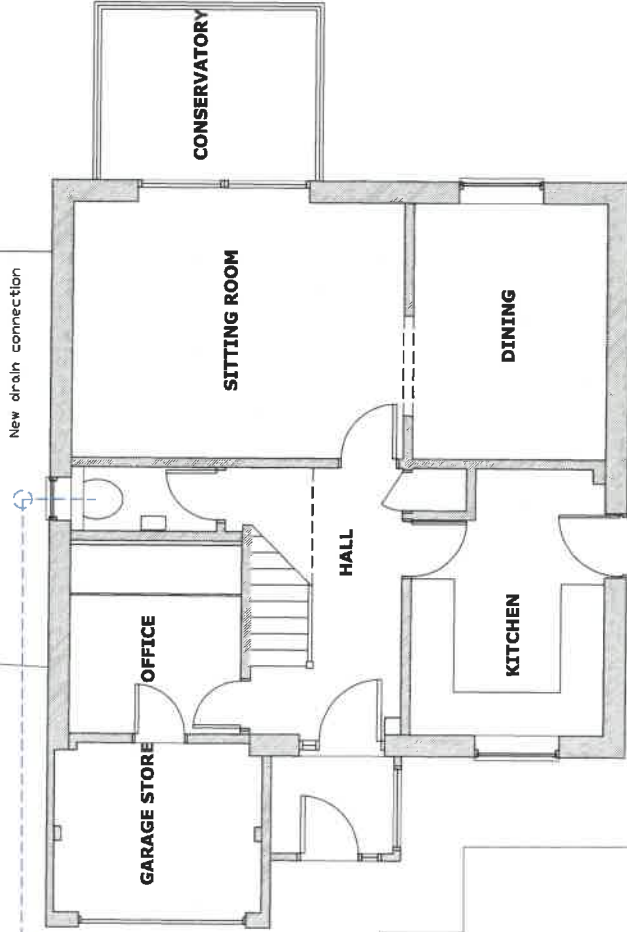 CONSERVATORY
New drain connection
SITTING ROOM
DINING
HALL
OFFICE
KITCHEN
GARAGE STORE